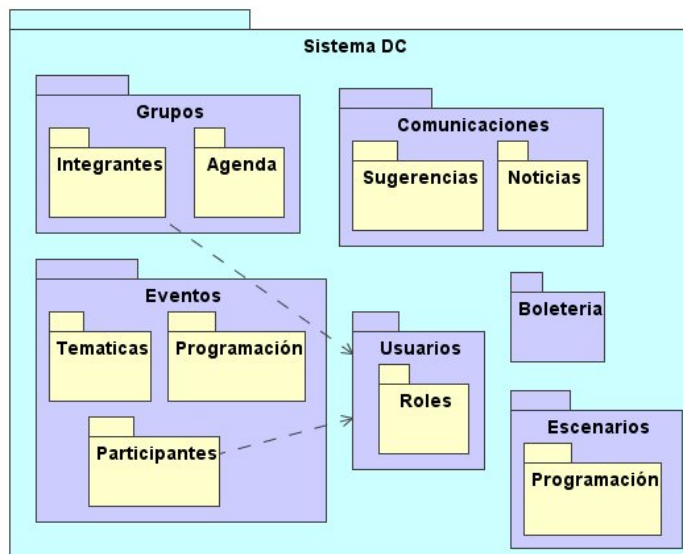 Sistema DC
Grupos
Integrantes
Agenda
Comunicaciones
Sugerencias
Noticias
Eventos
Tematicas
Programación
Participantes
Usuarios
Roles
Boleteria
Escenarios
Programación